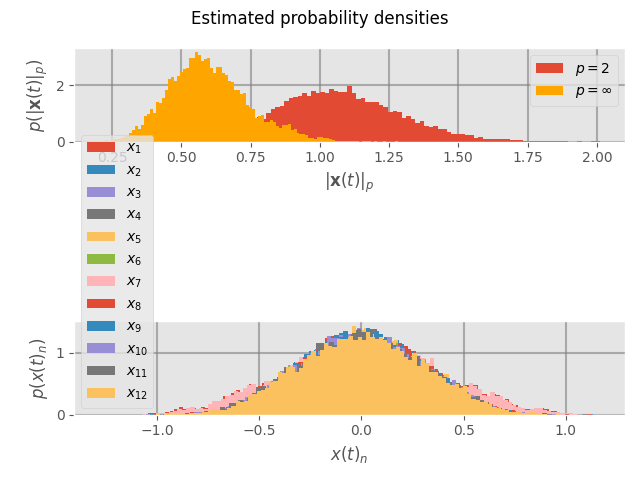 Estimated probability densities
p(|x(t)|ₚ)
2
0
p = 2
p = ∞
0.25 0.50 0.75 1.00 1.25 1.50 1.75 2.00
|x(t)|ₚ
x₁
x₂
x₃
x₄
x₅
x₆
x₇
x₈
x₉
x₁₀
x₁₁
x₁₂
p(x(t)ₙ)
1
0
−1.0 −0.5 0.0 0.5 1.0
x(t)ₙ